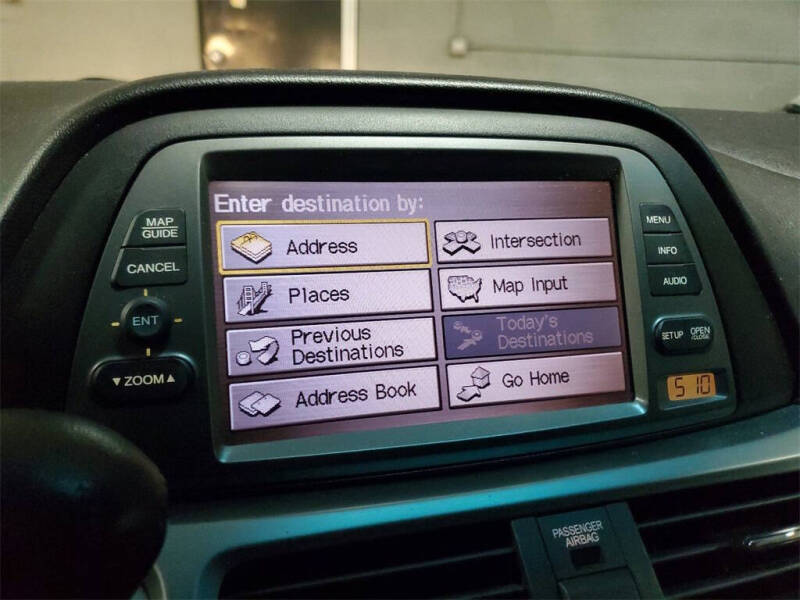 Enter destination by:
MAP
GUIDE
CANCEL
ENT
▼ ZOOM ▲
Address
Intersection
Places
Map Input
Previous
Destinations
Today's
Destinations
Address Book
Go Home
MENU
INFO
AUDIO
SETUP
OPEN
/CLOSE
5 10
PASSENGER
AIRBAG